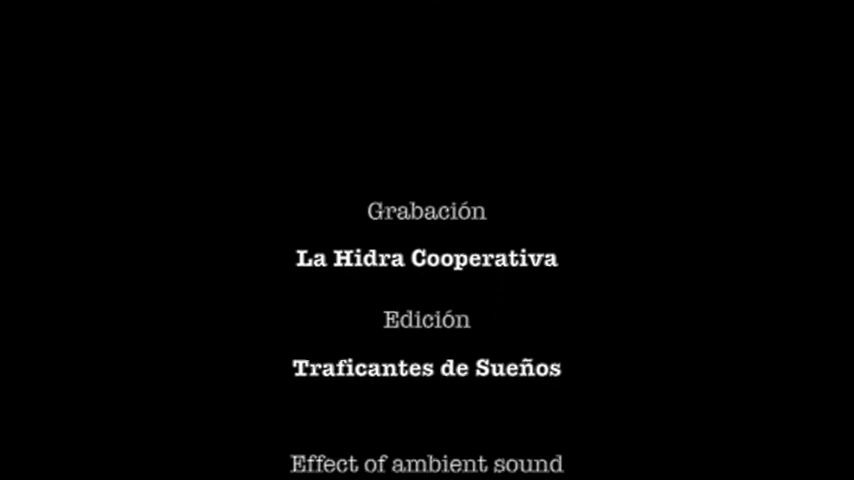 Grabación
La Hidra Cooperativa
Edición
Traficantes de Sueños
Effect of ambient sound